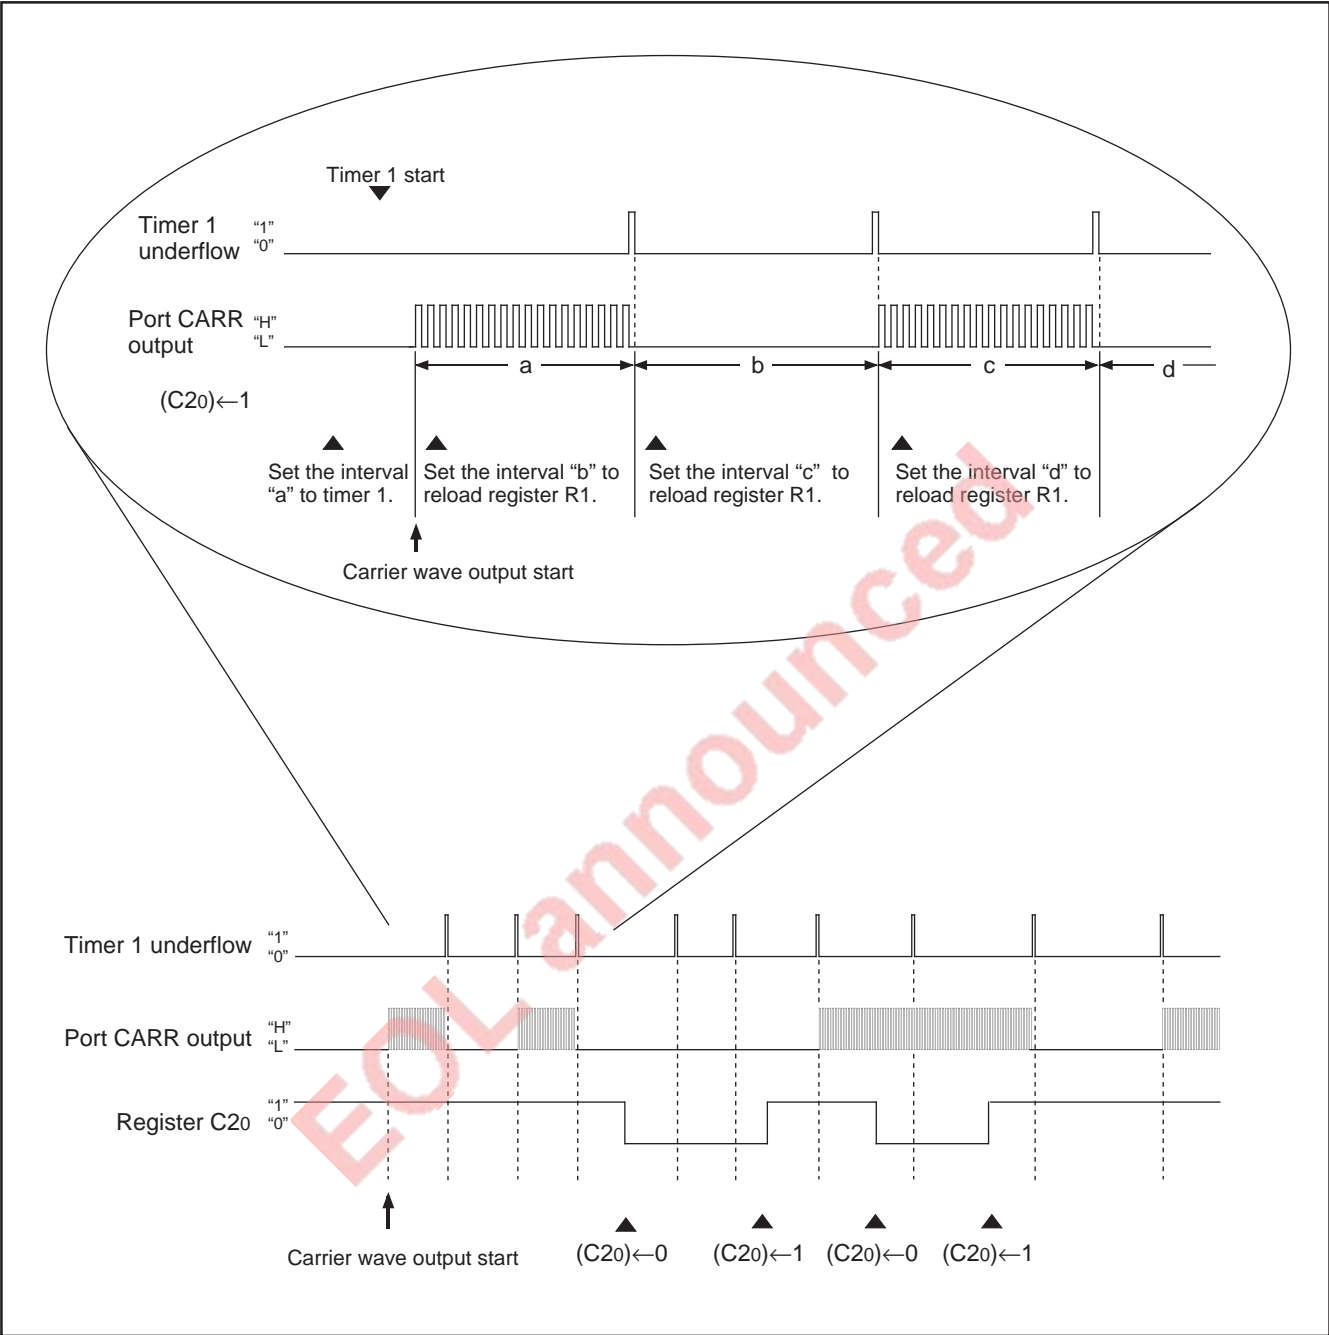 Timer 1 start
Timer 1
underflow
“1”
“0”
Port CARR
output
“H”
“L”
a
b
c
d
(C20)←1
Set the interval
“a” to timer 1.
Set the interval “b” to
reload register R1.
Set the interval “c” to
reload register R1.
Set the interval “d” to
reload register R1.
Carrier wave output start
EOL announced
Timer 1 underflow
“1”
“0”
Port CARR output
“H”
“L”
Register C20
“1”
“0”
Carrier wave output start
(C20)←0
(C20)←1
(C20)←0
(C20)←1